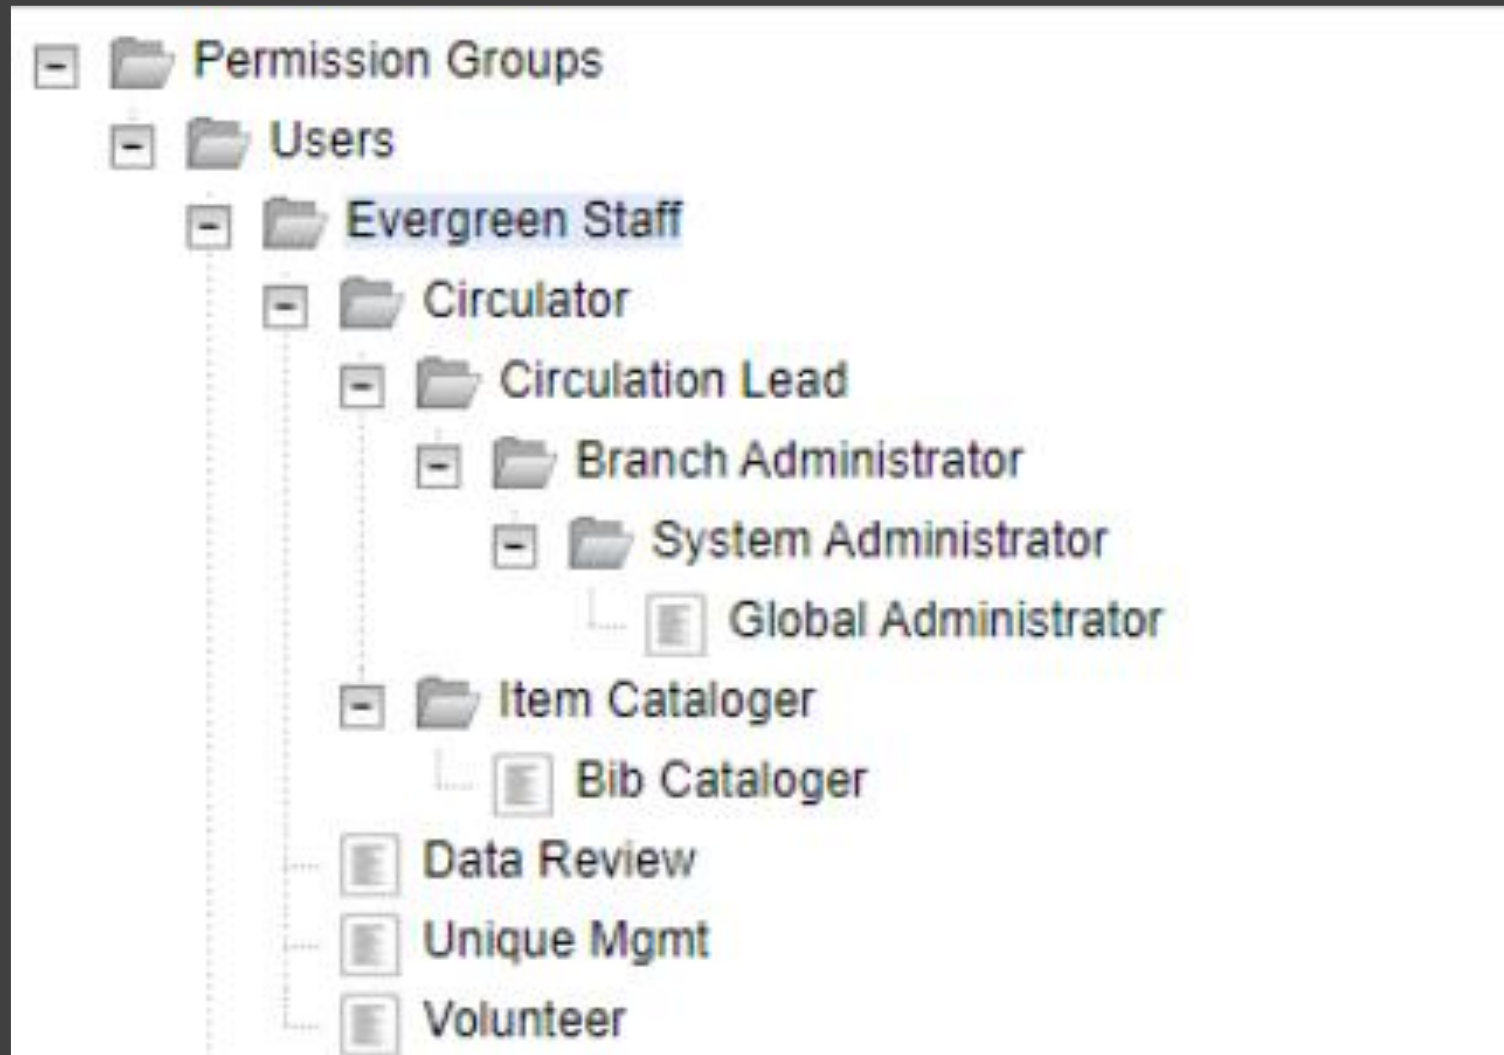 Permission Groups
Users
Evergreen Staff
Circulator
Circulation Lead
Branch Administrator
System Administrator
Global Administrator
Item Cataloger
Bib Cataloger
Data Review
Unique Mgmt
Volunteer